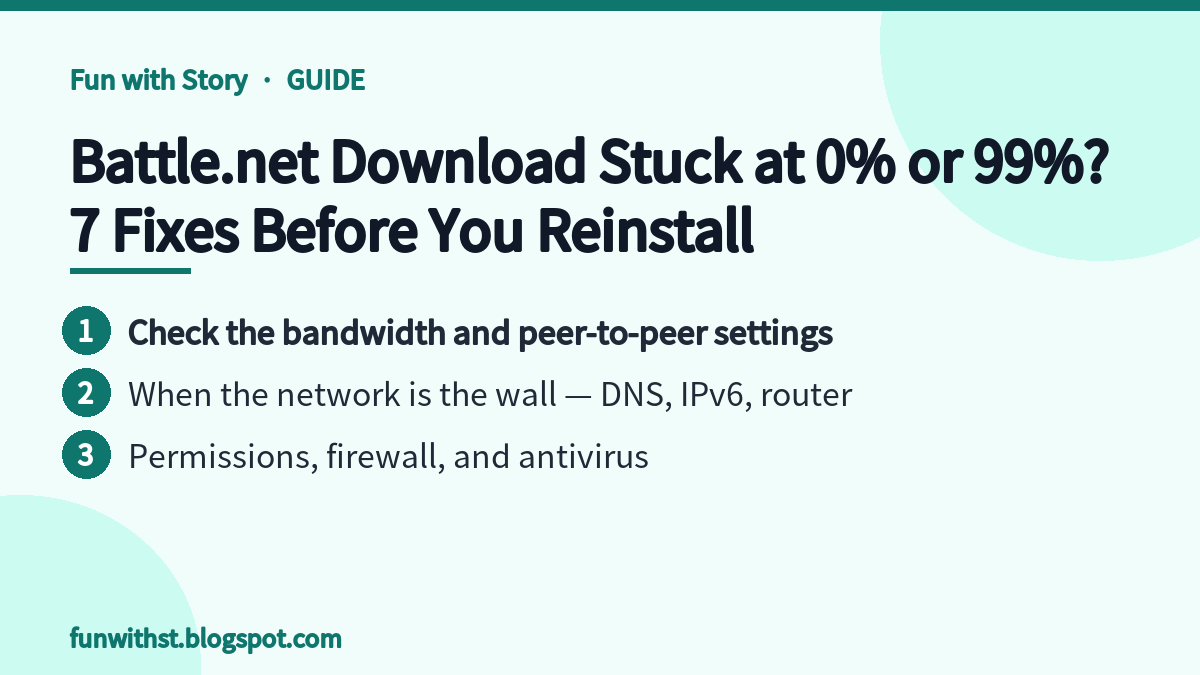 Fun with Story · GUIDE
Battle.net Download Stuck at 0% or 99%?
7 Fixes Before You Reinstall
1 Check the bandwidth and peer-to-peer settings
2 When the network is the wall — DNS, IPv6, router
3 Permissions, firewall, and antivirus
funwithst.blogspot.com